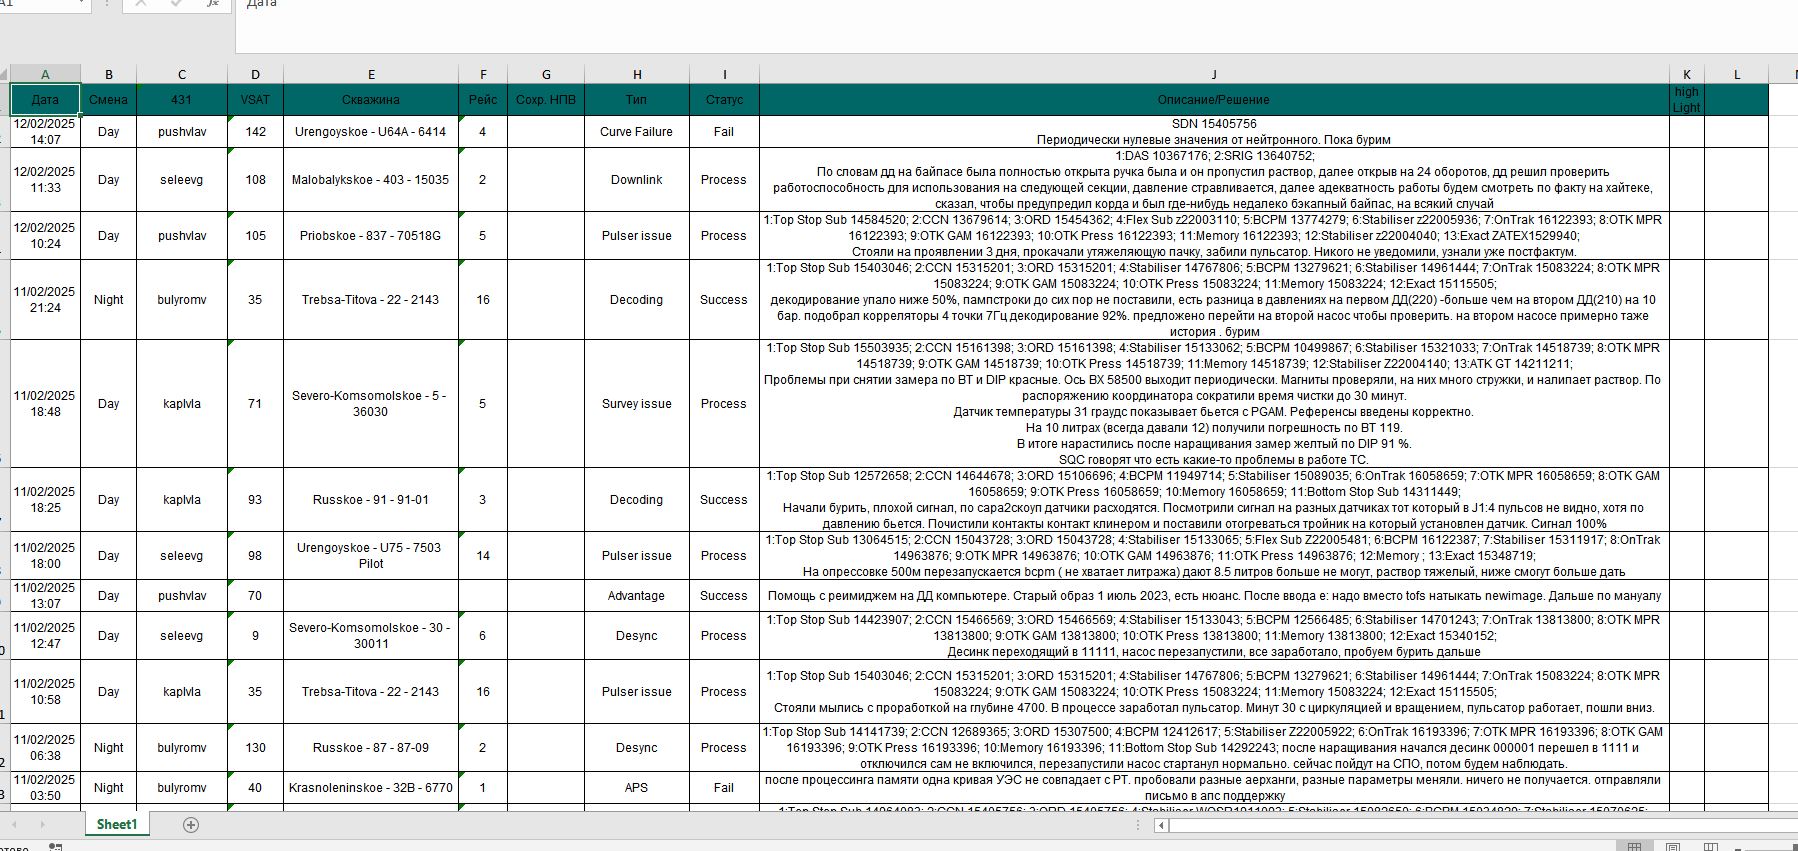 A1
fx
Дата
A B C D E F G H I J K L
Дата Смена 431 VSAT Скважина Рейс Сохр. НПВ Тип Статус Описание/Решение high
Light
12/02/2025
14:07
Day pushvlav 142 Urengoyskoe - U64A - 6414 4 Curve Failure Fail
SDN 15405756
Периодически нулевые значения от нейтронного. Пока бурим
12/02/2025
11:33
Day seleevg 108 Malobalykskoe - 403 - 15035 2 Downlink Process
1:DAS 10367176; 2:SRIG 13640752;
По словам дд на байпасе была полностью открыта ручка была и он пропустил раствор, далее открыв на 24 оборотов, дд решил проверить
работоспособность для использования на следующей секции, давление стравливается, далее адекватность работы будем смотреть по факту на хайтеке,
сказал, чтобы предупредил корда и был где-нибудь недалеко бэкапный байпас, на всякий случай
12/02/2025
10:24
Day pushvlav 105 Priobskoe - 837 - 70518G 5 Pulser issue Process
1:Top Stop Sub 14584520; 2:CCN 13679614; 3:ORD 15454362; 4:Flex Sub z22003110; 5:BCPM 13774279; 6:Stabiliser z22005936; 7:OnTrak 16122393; 8:OTK MPR
16122393; 9:OTK GAM 16122393; 10:OTK Press 16122393; 11:Memory 16122393; 12:Stabiliser z22004040; 13:Exact ZATEX1529940;
Стояли на проявлении 3 дня, прокачали утяжеляющую пачку, забили пульсатор. Никого не уведомили, узнали уже постфактум.
11/02/2025
21:24
Night bulyromv 35 Trebsa-Titova - 22 - 2143 16 Decoding Success
1:Top Stop Sub 15403046; 2:CCN 15315201; 3:ORD 15315201; 4:Stabiliser 14767806; 5:BCPM 13279621; 6:Stabiliser 14961444; 7:OnTrak 15083224; 8:OTK MPR
15083224; 9:OTK GAM 15083224; 10:OTK Press 15083224; 11:Memory 15083224; 12:Exact 15115505;
декодирование упало ниже 50%, пампстроки до сих пор не поставили, есть разница в давлениях на первом ДД(220) -больше чем на втором ДД(210) на 10
бар. подобрал корреляторы 4 точки 7Гц декодирование 92%. предложено перейти на второй насос чтобы проверить. на втором насосе примерно таже
история . бурим
11/02/2025
18:48
Day kaplvla 71 Severo-Komsomolskoe - 5 -
36030
5 Survey issue Process
1:Top Stop Sub 15503935; 2:CCN 15161398; 3:ORD 15161398; 4:Stabiliser 15133062; 5:BCPM 10499867; 6:Stabiliser 15321033; 7:OnTrak 14518739; 8:OTK MPR
14518739; 9:OTK GAM 14518739; 10:OTK Press 14518739; 11:Memory 14518739; 12:Stabiliser Z22004140; 13:ATK GT 14211211;
Проблемы при снятии замера по BT и DIP красные. Ось BX 58500 выходит периодически. Магниты проверяли, на них много стружки, и налипает раствор. По
распоряжению координатора сократили время чистки до 30 минут.
Датчик температуры 31 граудс показывает бьется с PGAM. Референсы введены корректно.
На 10 литрах (всегда давали 12) получили погрешность по BT 119.
В итоге нарастились после наращивания замер желтый по DIP 91 %.
SQC говорят что есть какие-то проблемы в работе ТС.
11/02/2025
18:25
Day kaplvla 93 Russkoe - 91 - 91-01 3 Decoding Success
1:Top Stop Sub 12572658; 2:CCN 14644678; 3:ORD 15106696; 4:BCPM 11949714; 5:Stabiliser 15089035; 6:OnTrak 16058659; 7:OTK MPR 16058659; 8:OTK GAM
16058659; 9:OTK Press 16058659; 10:Memory 16058659; 11:Bottom Stop Sub 14311449;
Начали бурить, плохой сигнал, по сара2скоуп датчики расходятся. Посмотрили сигнал на разных датчиках тот который в J1:4 пульсов не видно, хотя по
давлению бьется. Почистили контакты контакт клинером и поставили отогреваться тройник на который установлен датчик. Сигнал 100%
11/02/2025
18:00
Day seleevg 98 Urengoyskoe - U75 - 7503
Pilot
14 Pulser issue Process
1:Top Stop Sub 13064515; 2:CCN 15043728; 3:ORD 15043728; 4:Stabiliser 15133065; 5:Flex Sub Z22005481; 6:BCPM 16122387; 7:Stabiliser 15311917; 8:OnTrak
14963876; 9:OTK MPR 14963876; 10:OTK GAM 14963876; 11:OTK Press 14963876; 12:Memory ; 13:Exact 15348719;
На опрессовке 500м перезапускается bcpm ( не хватает литража) дают 8.5 литров больше не могут, раствор тяжелый, ниже смогут больше дать
11/02/2025
13:07
Day pushvlav 70 Advantage Success
Помощь с реимиджем на ДД компьютере. Старый образ 1 июль 2023, есть нюанс. После ввода e: надо вместо tofs натыкать newimage. Дальше по мануалу
11/02/2025
12:47
Day seleevg 9 Severo-Komsomolskoe - 30 -
30011
6 Desync Process
1:Top Stop Sub 14423907; 2:CCN 15466569; 3:ORD 15466569; 4:Stabiliser 15133043; 5:BCPM 12566485; 6:Stabiliser 14701243; 7:OnTrak 13813800; 8:OTK MPR
13813800; 9:OTK GAM 13813800; 10:OTK Press 13813800; 11:Memory 13813800; 12:Exact 15340152;
Десинк переходящий в 11111, насос перезапустили, все заработало, пробуем бурить дальше
11/02/2025
10:58
Day kaplvla 35 Trebsa-Titova - 22 - 2143 16 Pulser issue Process
1:Top Stop Sub 15403046; 2:CCN 15315201; 3:ORD 15315201; 4:Stabiliser 14767806; 5:BCPM 13279621; 6:Stabiliser 14961444; 7:OnTrak 15083224; 8:OTK MPR
15083224; 9:OTK GAM 15083224; 10:OTK Press 15083224; 11:Memory 15083224; 12:Exact 15115505;
Стояли мылись с проработкой на глубине 4700. В процессе заработал пульсатор. Минут 30 с циркуляцией и вращением, пульсатор работает, пошли вниз.
11/02/2025
06:38
Night bulyromv 130 Russkoe - 87 - 87-09 2 Desync Process
1:Top Stop Sub 14141739; 2:CCN 12689365; 3:ORD 15307500; 4:BCPM 12412617; 5:Stabiliser Z22005922; 6:OnTrak 16193396; 7:OTK MPR 16193396; 8:OTK GAM
16193396; 9:OTK Press 16193396; 10:Memory 16193396; 11:Bottom Stop Sub 14292243; после наращивания начался десинк 000001 перешел в 1111 и
отключился сам не включился, перезапустили насос стартанул нормально. сейчас пойдут на СПО, потом будем наблюдать.
11/02/2025
03:50
Night bulyromv 40 Krasnoleninskoe - 32B - 6770 1 APS Fail
после процессинга памяти одна кривая УЭС не совпадает с РТ. пробовали разные аерханги, разные параметры меняли. ничего не получается. отправляли
письмо в апс поддержку
Sheet1